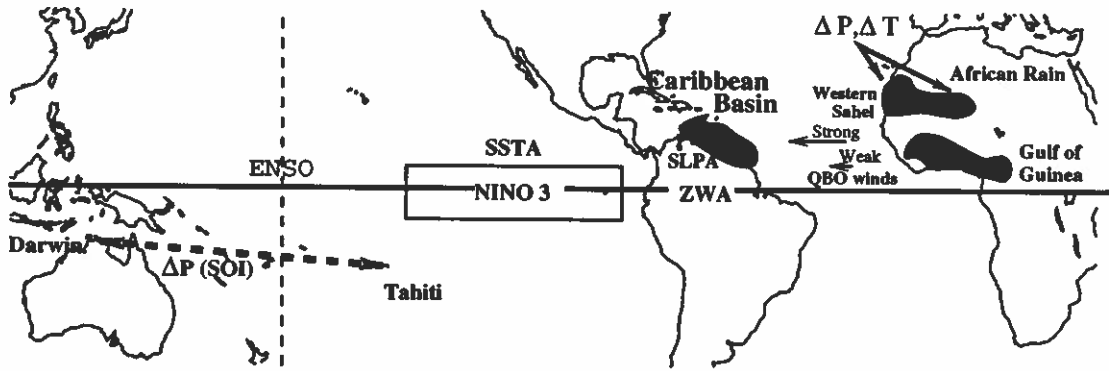 ΔP,ΔT
African Rain
Caribbean
Basin
Western
Sahel
Strong
SSTA
SLPA
Weak
Gulf of
Guinea
ENSO
QBO winds
NINO 3
ZWA
Darwin
ΔP (SOI)
Tahiti